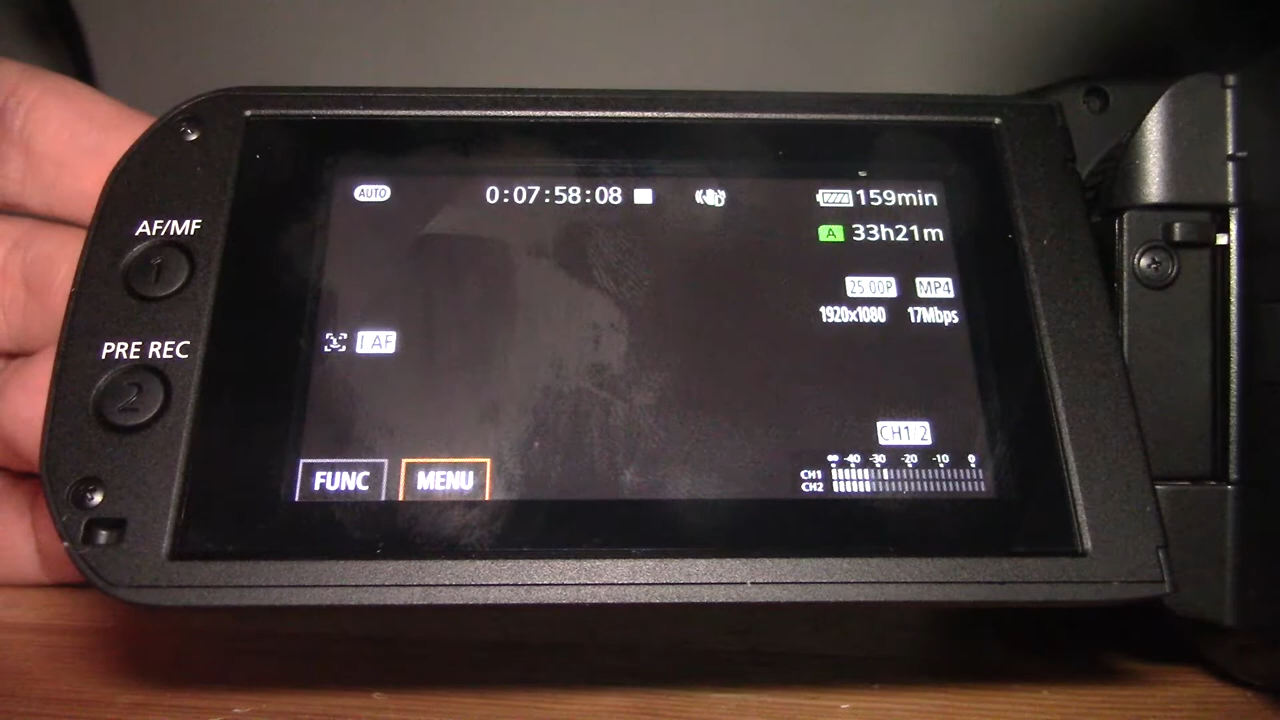 AUTO 0:07:58:08 159min
A 33h21m
AF/MF
1
25.00P MP4
1920x1080 17Mbps
I AF
PRE REC
2
CH1/2
∞ -40 -30 -20 -10 0
CH1
CH2
FUNC MENU